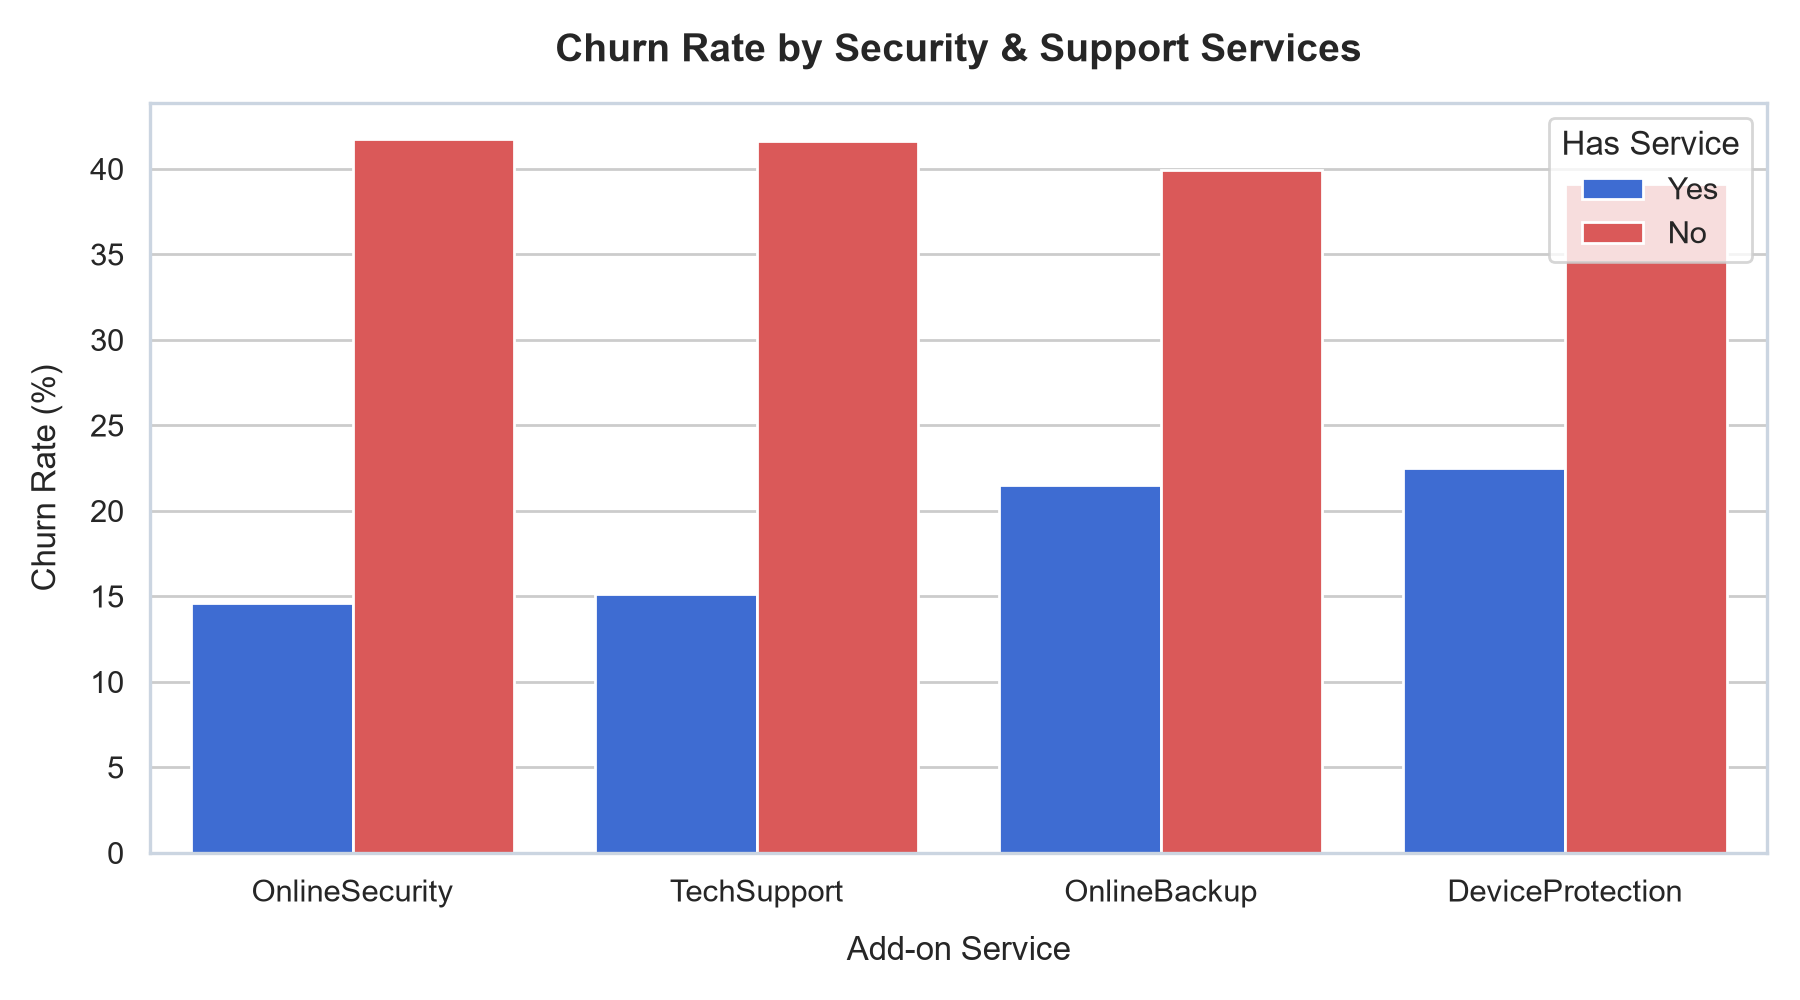 Churn Rate by Security & Support Services
Has Service
Yes
No
Churn Rate (%)
40
35
30
25
20
15
10
5
0
OnlineSecurity
TechSupport
OnlineBackup
DeviceProtection
Add-on Service